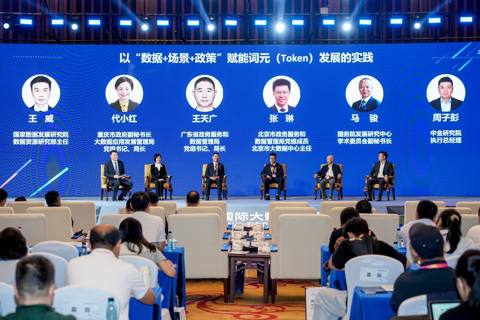 以“数据+场景+政策”赋能词元（Token）发展的实践
王 威
国家数据发展研究院
数据资源研究部主任
代小红
重庆市政府副秘书长
大数据应用发展管理局
党组书记、局长
王天广
广东省政务服务和
数据管理局
党组书记、局长
张 琳
北京市政务服务和
数据管理局党组成员
北京市大数据中心主任
马 骏
国务院发展研究中心
学术委员会副秘书长
周子彭
中金研究院
执行总经理
国际大数